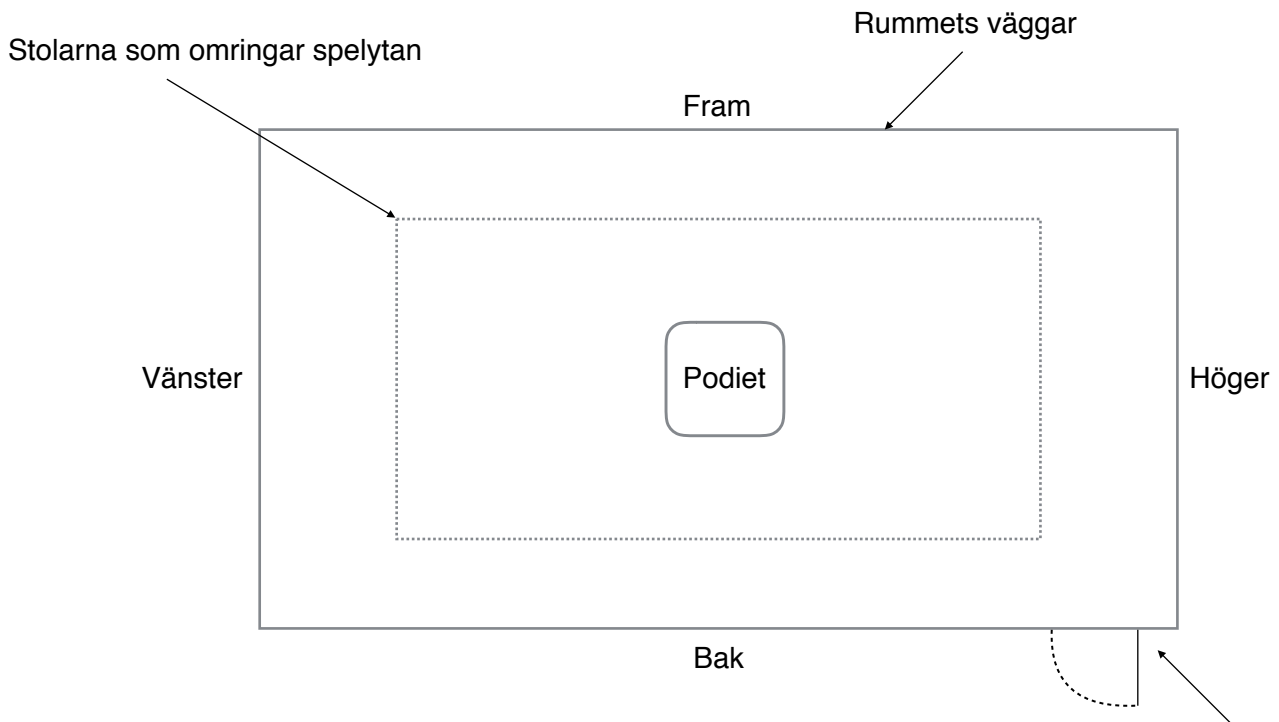 Rummets väggar
Stolarna som omringar spelytan
Fram
Vänster
Podiet
Höger
Bak